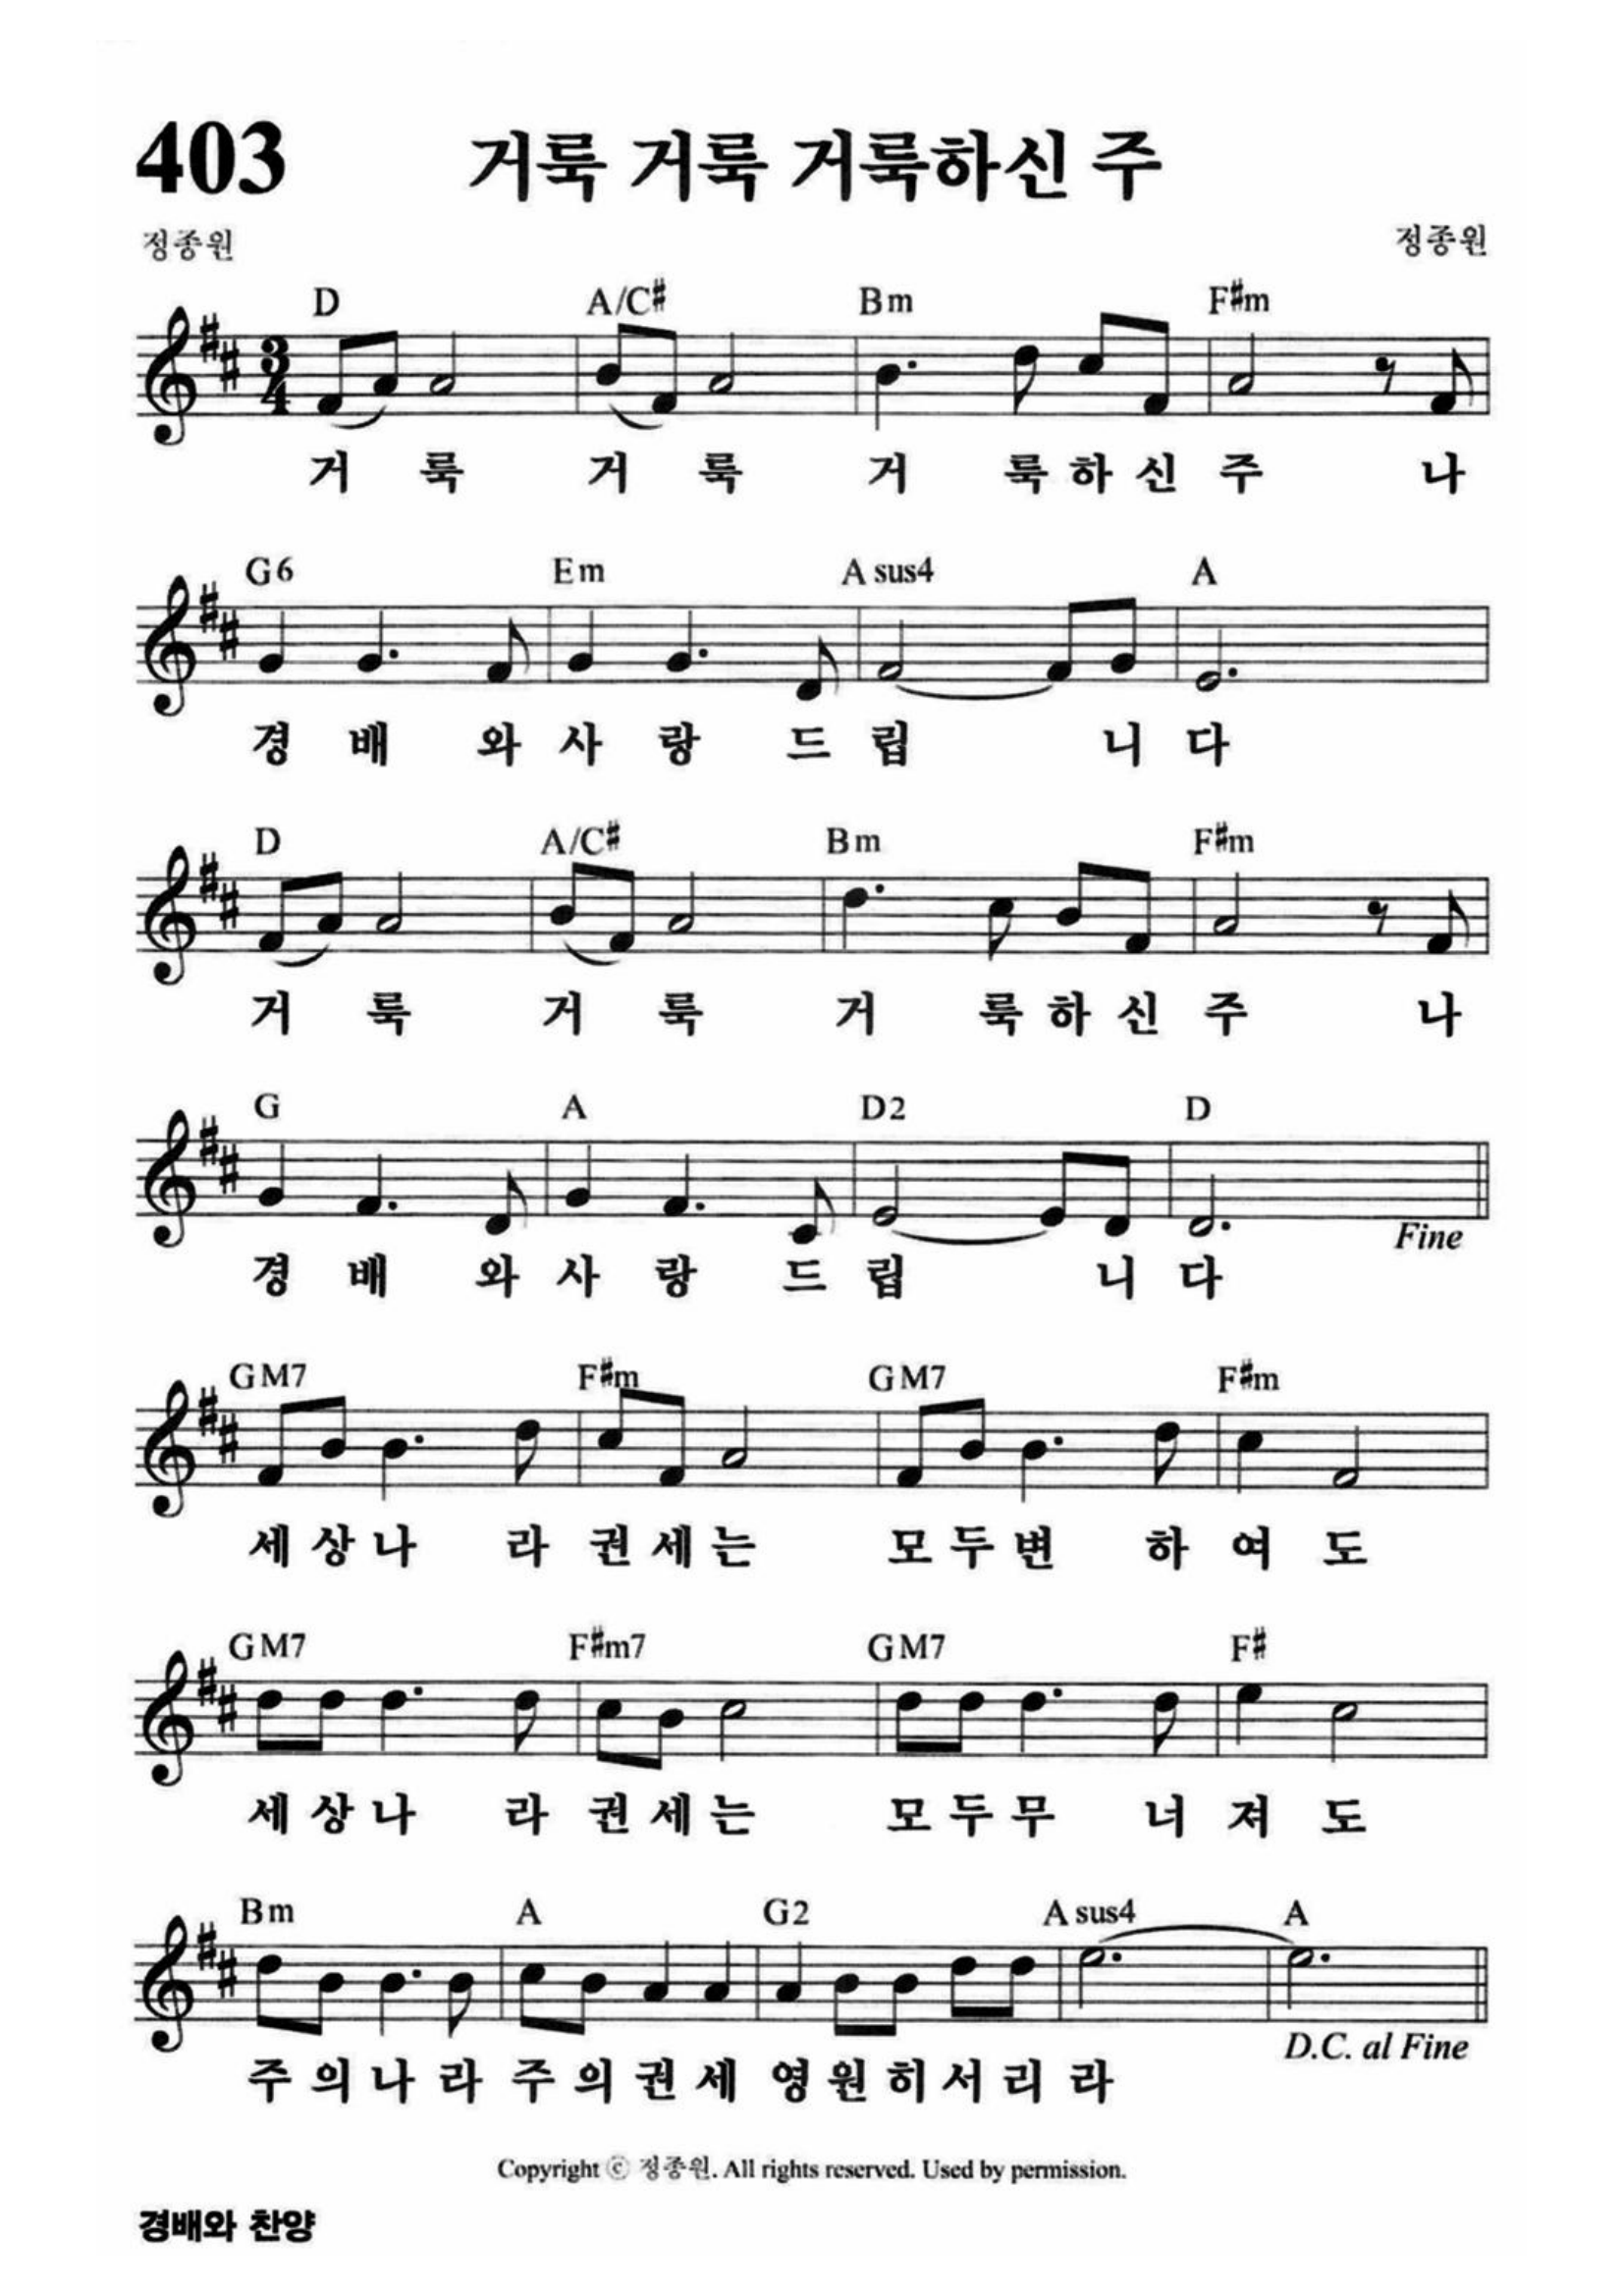 403 거룩 거룩 거룩하신 주
정종원 정종원
D A/C# Bm F#m
3
4
거 룩 거 룩 거 룩 하 신 주 나
G6 Em A sus4 A
경 배 와 사 랑 드 립 니 다
D A/C# Bm F#m
거 룩 거 룩 거 룩 하 신 주 나
G A D2 D
Fine
경 배 와 사 랑 드 립 니 다
GM7 F#m GM7 F#m
세 상 나 라 권 세 는 모 두 변 하 여 도
GM7 F#m7 GM7 F#
세 상 나 라 권 세 는 모 두 무 너 져 도
Bm A G2 A sus4 A
D.C. al Fine
주 의 나 라 주 의 권 세 영 원 히 서 리 라
Copyright ⓒ 정종원. All rights reserved. Used by permission.
경배와 찬양